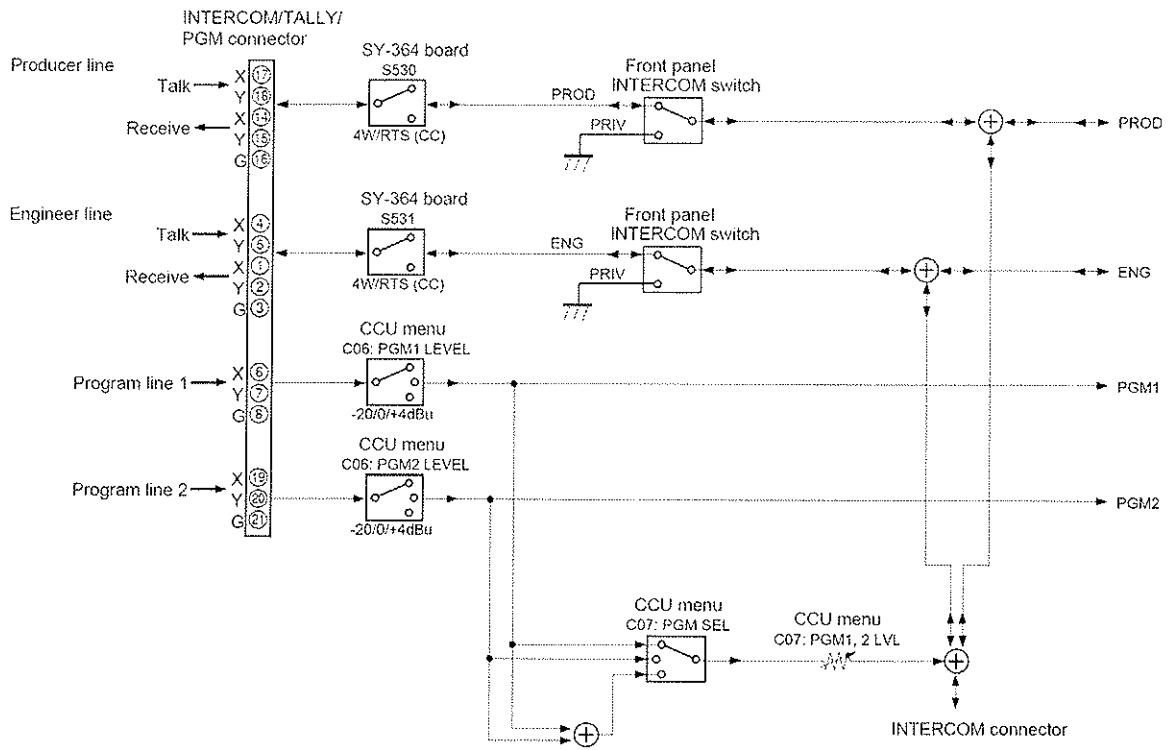 INTERCOM/TALLY/
PGM connector
Producer line
Talk
Receive
X 17
Y 16
X 14
Y 15
G 16
SY-364 board
S530
4W/RTS (CC)
PROD
PRIV
Front panel
INTERCOM switch
PROD
Engineer line
Talk
Receive
X 4
Y 5
X 1
Y 2
G 3
SY-364 board
S531
4W/RTS (CC)
ENG
PRIV
Front panel
INTERCOM switch
ENG
Program line 1
X 6
Y 7
G 8
CCU menu
C06: PGM1 LEVEL
-20/0/+4dBu
PGM1
Program line 2
X 19
Y 20
G 21
CCU menu
C06: PGM2 LEVEL
-20/0/+4dBu
PGM2
CCU menu
C07: PGM SEL
CCU menu
C07: PGM1, 2 LVL
INTERCOM connector